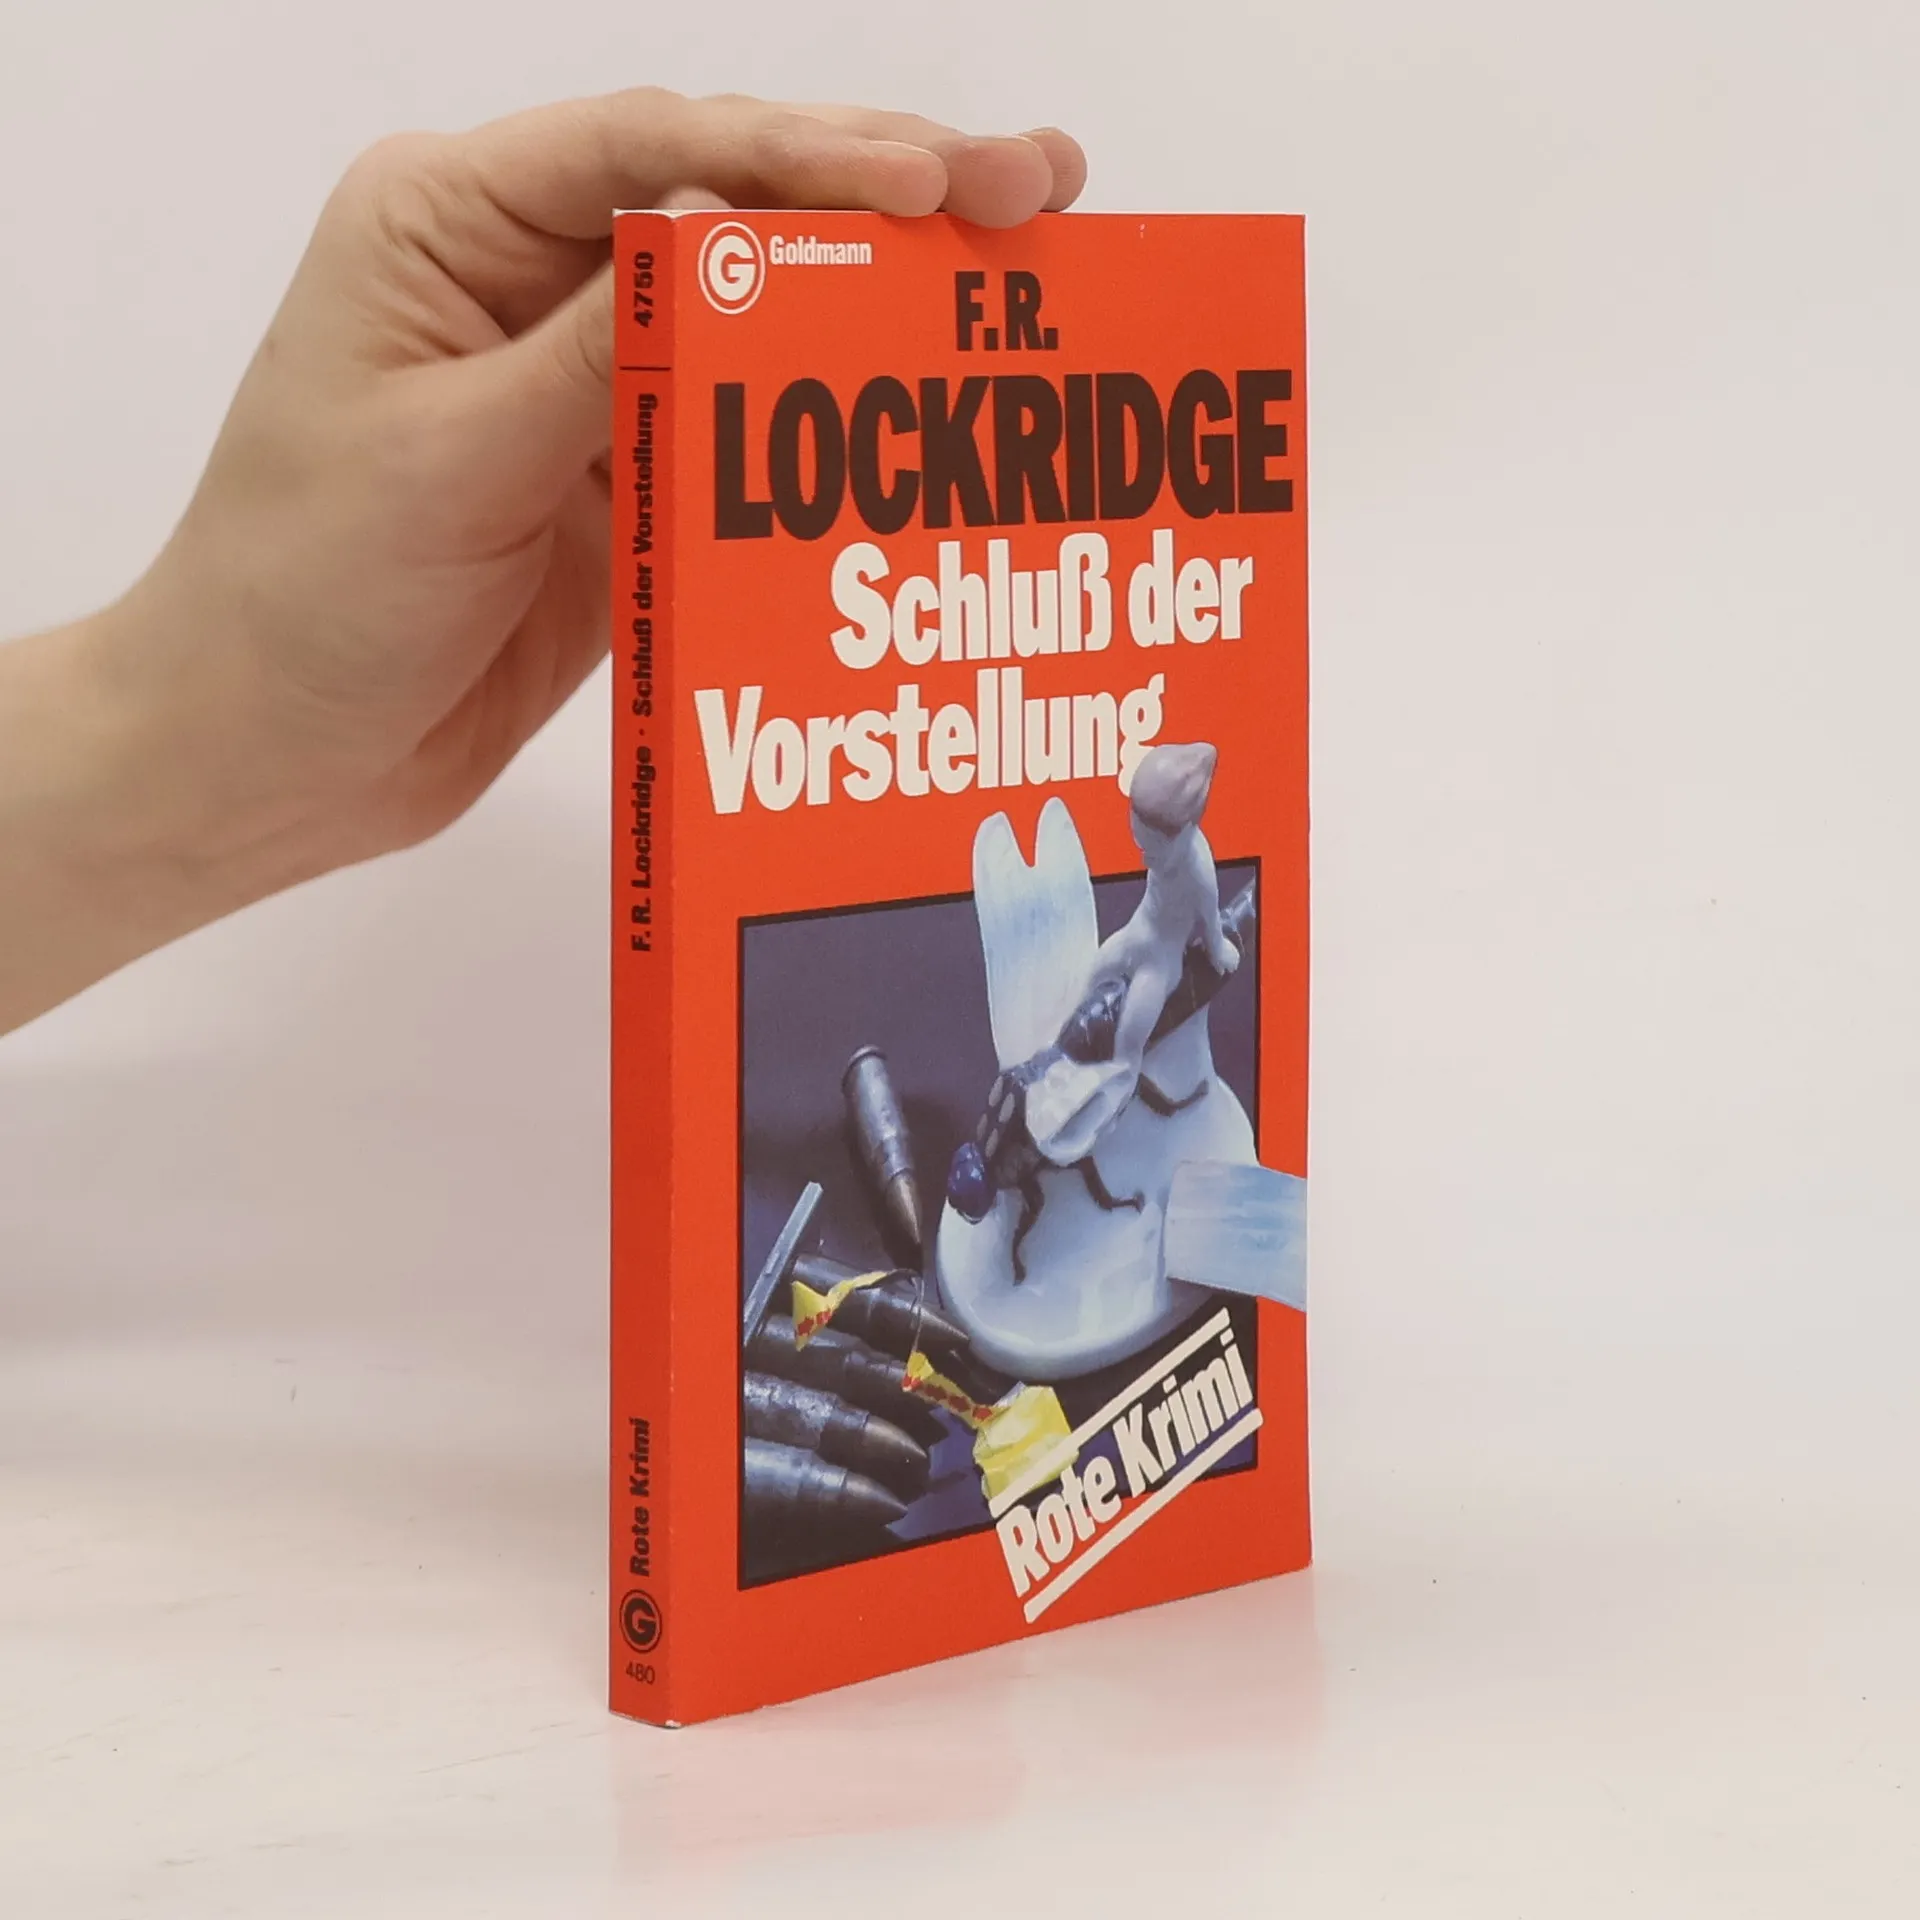 4750
F. R. Lockridge · Schluß der Vorstellung
Rote Krimi
G
480
G
Goldmann
F.R.
LOCKRIDGE
Schluß der
Vorstellung
Rote Krimi